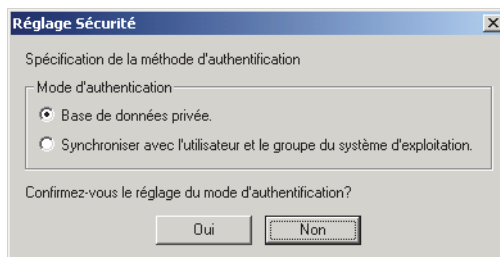 Réglage Sécurité
Spécification de la méthode d'authentification
Mode d'authentication
Base de données privée.
Synchroniser avec l'utilisateur et le groupe du système d'exploitation.
Confirmez-vous le réglage du mode d'authentification?
Oui Non